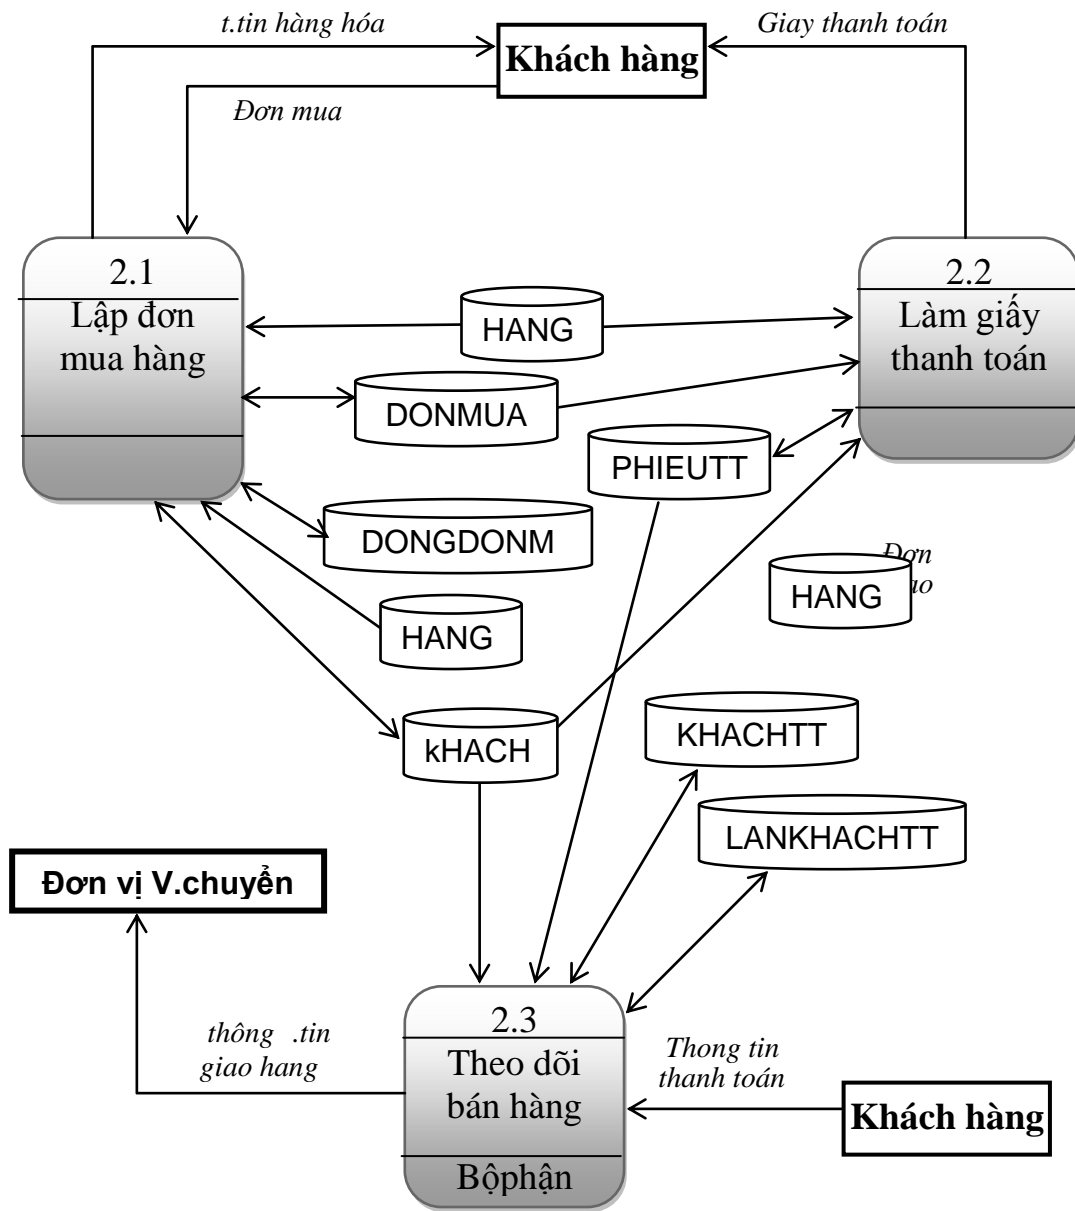 t.tin hàng hóa
Giay thanh toán
Khách hàng
Đơn mua
2.1
Lập đơn
mua hàng
2.2
Làm giấy
thanh toán
HANG
DONMUA
PHIEUTT
DONGDONM
Đơn
HANG
HANG
kHACH
KHACHTT
LANKHACHTT
Đơn vị V.chuyển
2.3
Theo dõi
bán hàng
Bộphận
thông .tin
giao hang
Thong tin
thanh toán
Khách hàng